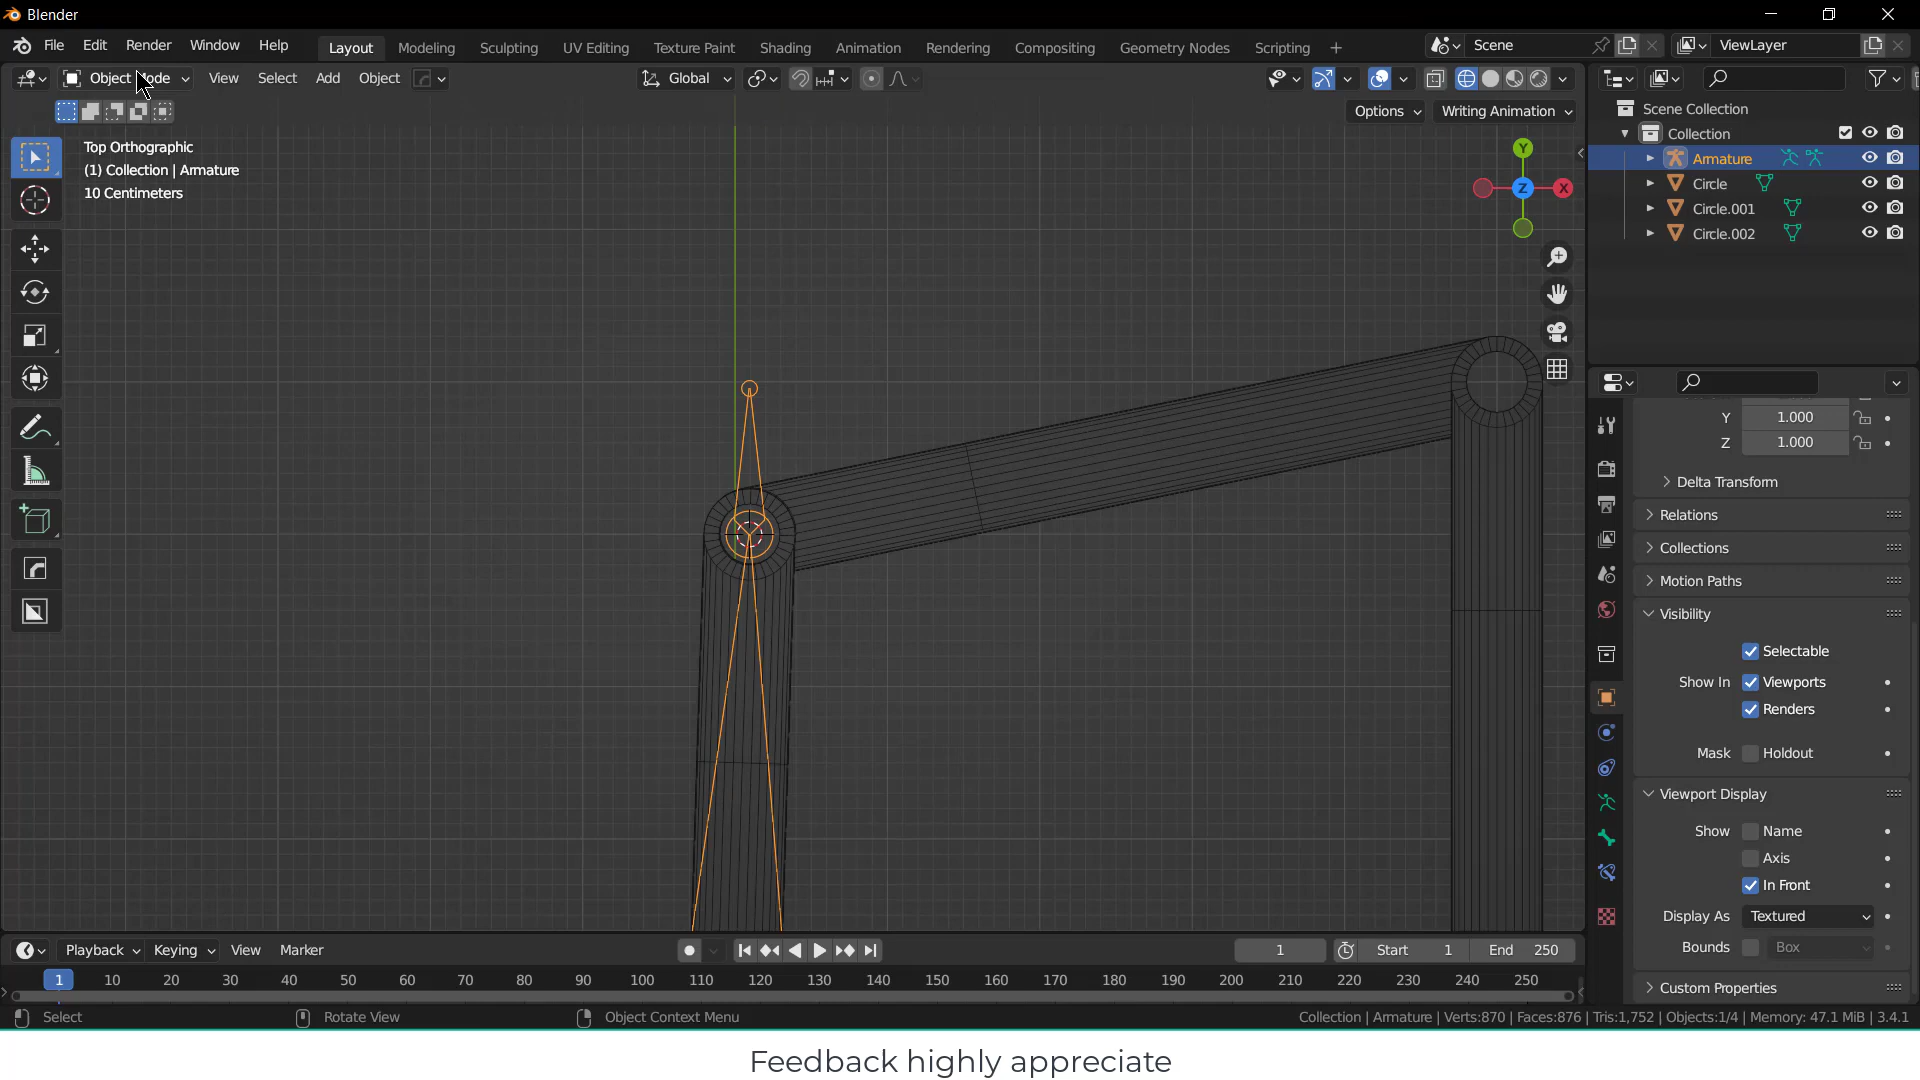 Blender
File Edit Render Window Help
Layout Modeling Sculpting UV Editing Texture Paint Shading Animation Rendering Compositing Geometry Nodes Scripting +
Scene
ViewLayer
View Select Add Object
Global
Options
Writing Animation
Top Orthographic
(1) Collection | Armature
10 Centimeters
Y
Z
X
Scene Collection
Collection
Armature
Circle
Circle.001
Circle.002
Y 1.000
Z 1.000
Delta Transform
Relations
Collections
Motion Paths
Visibility
Selectable
Show In Viewports
Renders
Mask Holdout
Viewport Display
Show Name
Axis
In Front
Display As Textured
Bounds Box
Custom Properties
Playback Keying View Marker
1
Start 1
End 250
1 10 20 30 40 50 60 70 80 90 100 110 120 130 140 150 160 170 180 190 200 210 220 230 240 250
Select
Rotate View
Object Context Menu
Collection | Armature | Verts:870 | Faces:876 | Tris:1,752 | Objects:1/4 | Memory: 47.1 MiB | 3.4.1
Feedback highly appreciate